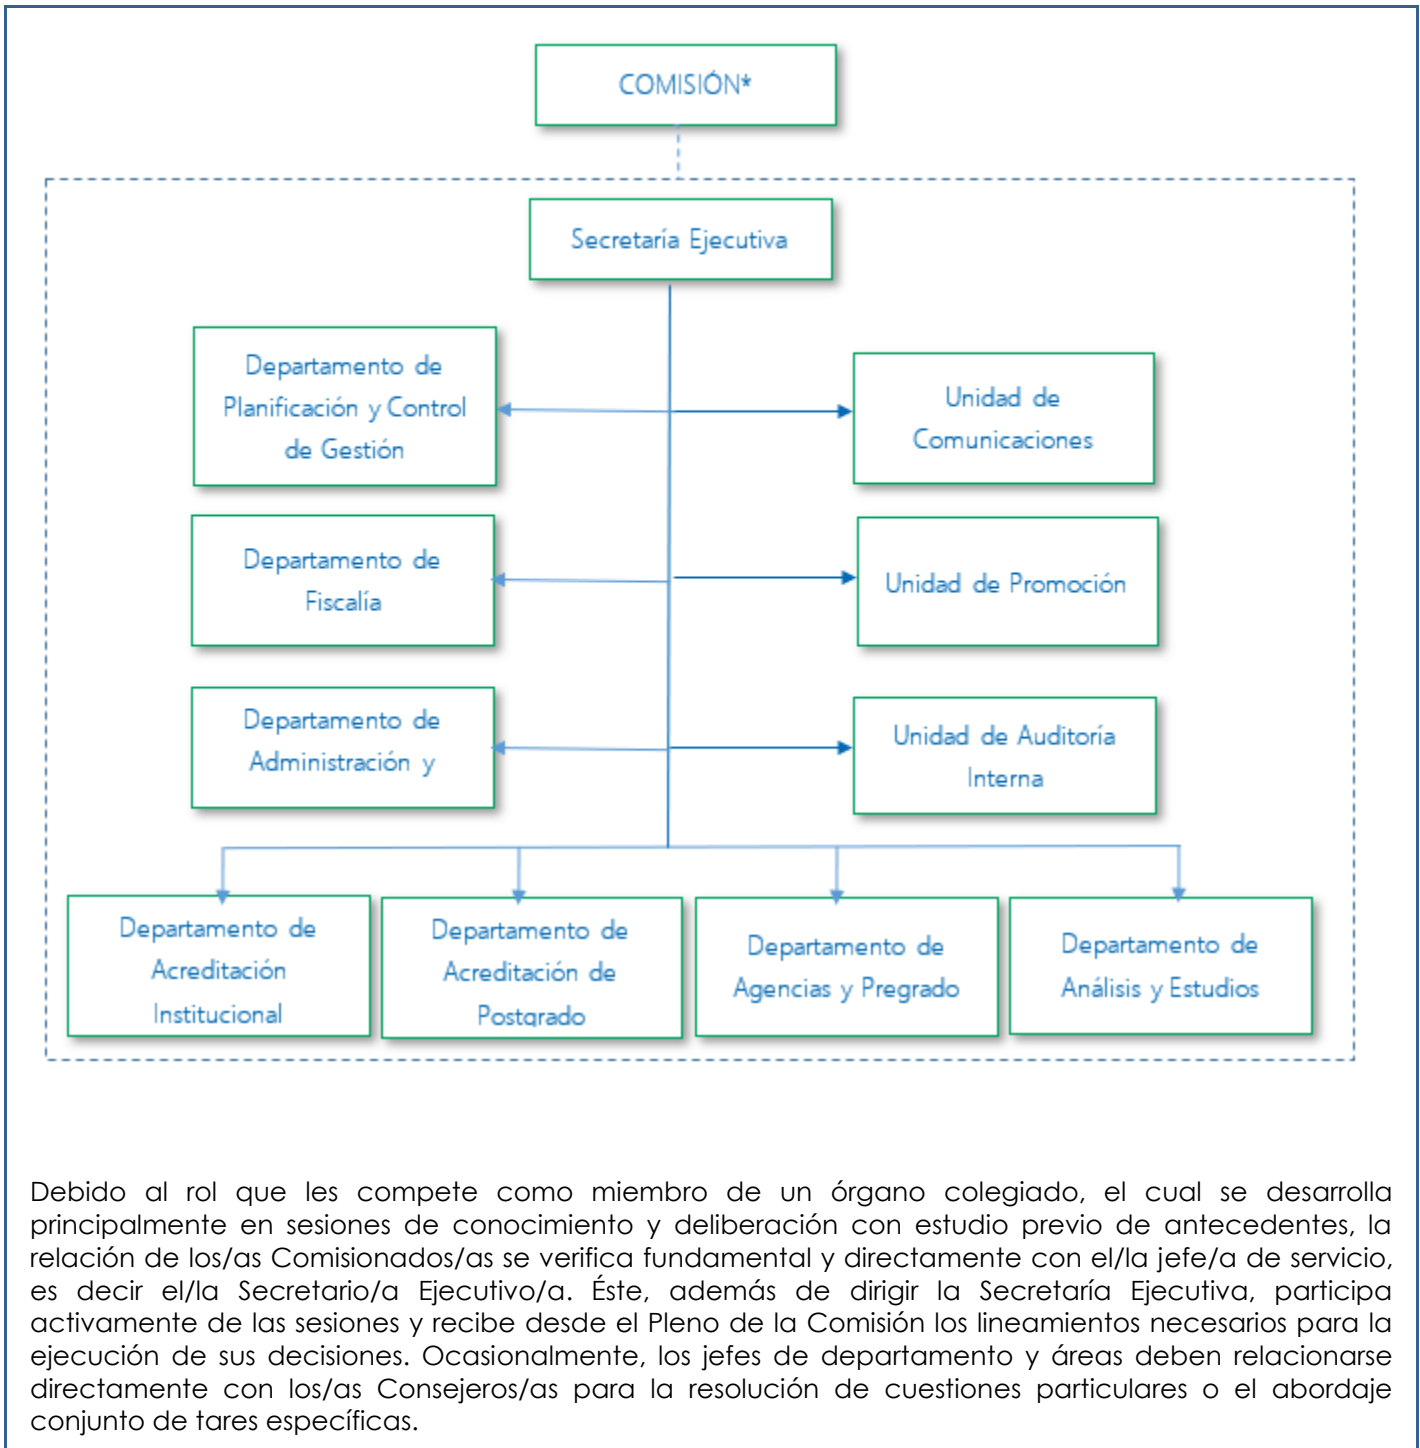 COMISIÓN*
Secretaría Ejecutiva
Departamento de
Planificación y Control
de Gestión
Unidad de
Comunicaciones
Departamento de
Fiscalía
Unidad de Promoción
Departamento de
Administración y
Unidad de Auditoría
Interna
Departamento de
Acreditación
Institucional
Departamento de
Acreditación de
Postgrado
Departamento de
Agencias y Pregrado
Departamento de
Análisis y Estudios
Debido al rol que les compete como miembro de un órgano colegiado, el cual se desarrolla
principalmente en sesiones de conocimiento y deliberación con estudio previo de antecedentes, la
relación de los/as Comisionados/as se verifica fundamental y directamente con el/la jefe/a de servicio,
es decir el/la Secretario/a Ejecutivo/a. Éste, además de dirigir la Secretaría Ejecutiva, participa
activamente de las sesiones y recibe desde el Pleno de la Comisión los lineamientos necesarios para la
ejecución de sus decisiones. Ocasionalmente, los jefes de departamento y áreas deben relacionarse
directamente con los/as Consejeros/as para la resolución de cuestiones particulares o el abordaje
conjunto de tares específicas.